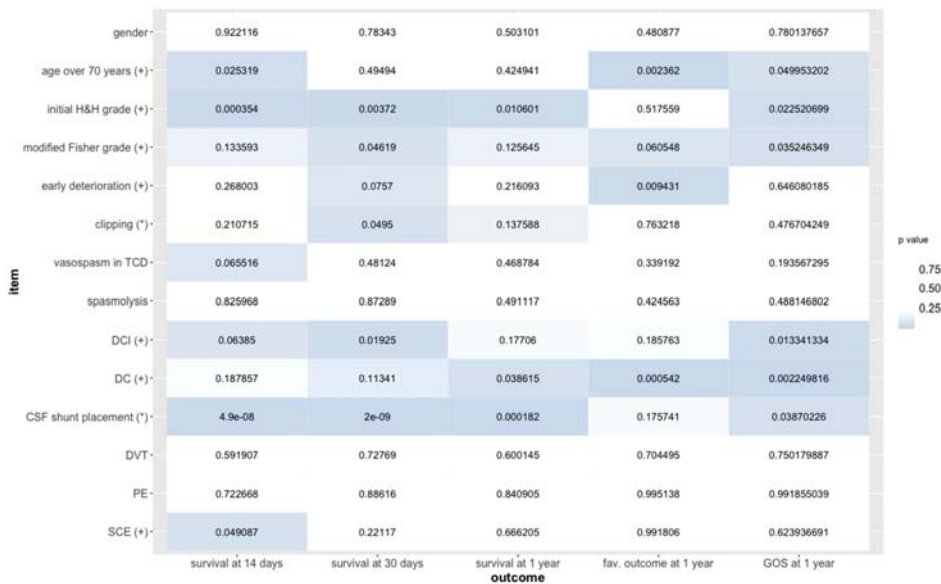 gender 0.922116 0.78343 0.503101 0.480877 0.780137657
age over 70 years (+) 0.025319 0.49494 0.424941 0.002362 0.049953202
initial H&H grade (+) 0.000354 0.00372 0.010601 0.517559 0.022520699
modified Fisher grade (+) 0.133593 0.04619 0.125645 0.060548 0.035246349
early deterioration (+) 0.268003 0.0757 0.216093 0.009431 0.646080185
clipping (*) 0.210715 0.0495 0.137588 0.763218 0.476704249
vasospasm in TCD 0.065516 0.48124 0.468784 0.339192 0.193567295
spasmolysis 0.825968 0.87289 0.491117 0.424563 0.488146802
DCI (+) 0.06385 0.01925 0.17706 0.185763 0.013341334
DC (+) 0.187857 0.11341 0.038615 0.000542 0.002249816
CSF shunt placement (*) 4.9e-08 2e-09 0.000182 0.175741 0.03870226
DVT 0.591907 0.72769 0.600145 0.704495 0.750179887
PE 0.722668 0.88616 0.840905 0.995138 0.991855039
SCE (+) 0.049087 0.22117 0.666205 0.991806 0.623936691
survival at 14 days survival at 30 days survival at 1 year fav. outcome at 1 year GOS at 1 year
outcome
item
p value
0.75
0.50
0.25